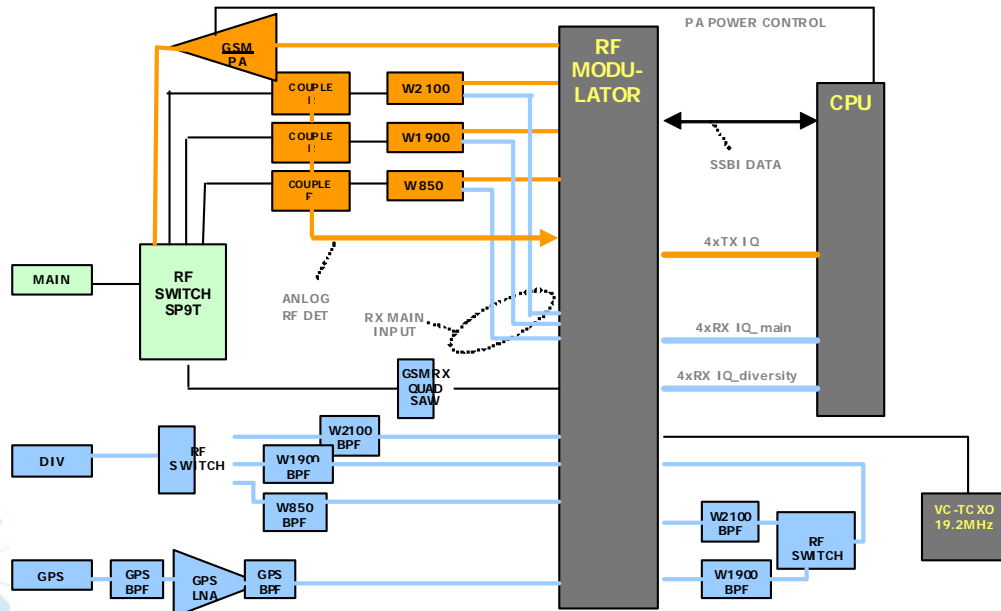 PA POWER CONTROL
GSM
PA
RF
MODU-
LATOR
CPU
COUPLE
W2100
COUPLE
W1900
COUPLE
W850
SSBI DATA
MAIN
RF
SWITCH
SP9T
ANLOG
RF DET
RX MAIN
INPUT
4xTX IQ
4xRX IQ_main
4xRX IQ_diversity
GSMRX
QUAD
SAW
DIV
RF
SWITCH
W2100
BPF
W1900
BPF
W850
BPF
VC-TCXO
19.2MHz
W2100
BPF
RF
SWITCH
W1900
BPF
GPS
GPS
BPF
GPS
LNA
GPS
BPF